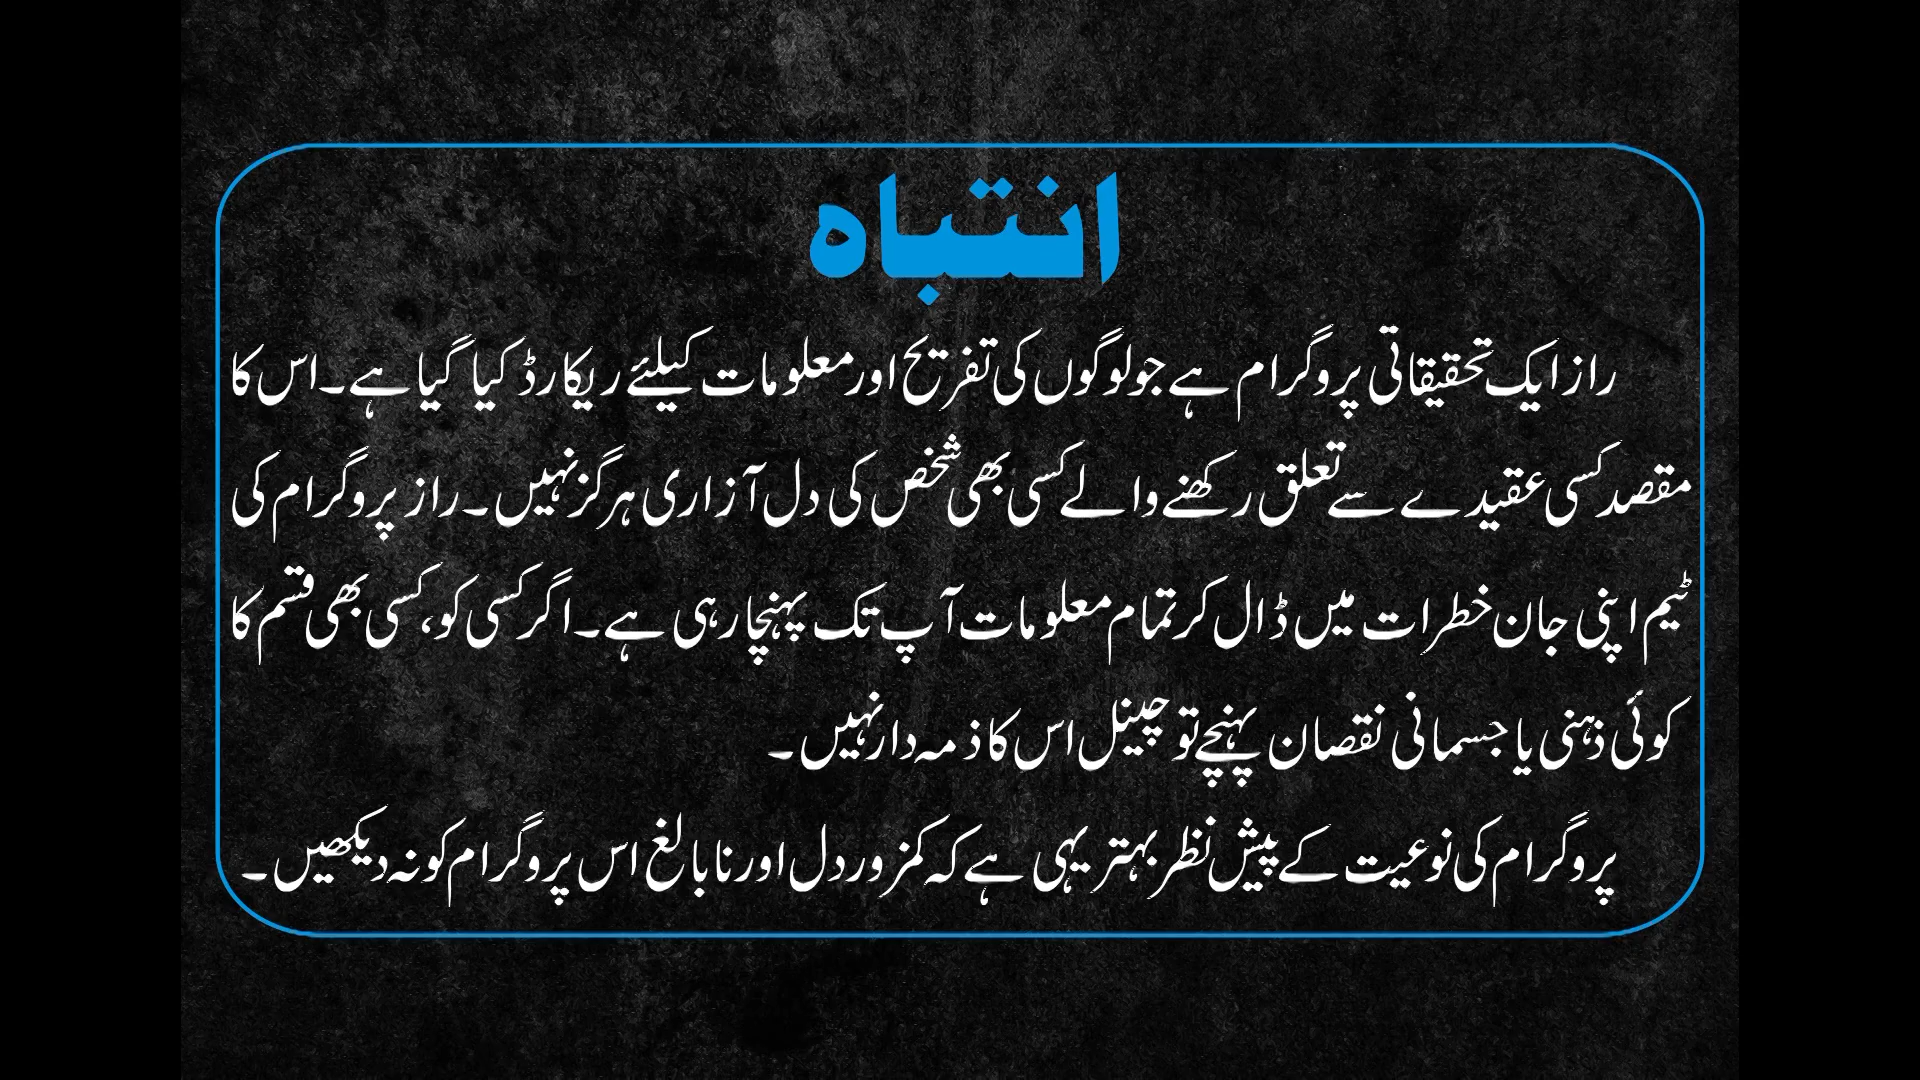 انتباہ
راز ایک تحقیقاتی پروگرام ہے جو لوگوں کی تفریح اور معلومات کیلئے ریکارڈ کیا گیا ہے۔ اس کا
مقصد کسی عقیدے سے تعلق رکھنے والے کسی بھی شخص کی دل آزاری ہرگز نہیں۔ راز پروگرام کی
ٹیم اپنی جان خطرات میں ڈال کر تمام معلومات آپ تک پہنچا رہی ہے۔ اگر کسی کو، کسی بھی قسم کا
کوئی ذہنی یا جسمانی نقصان پہنچے تو چینل اس کا ذمہ دار نہیں۔
پروگرام کی نوعیت کے پیش نظر بہتر یہی ہے کہ کمزور دل اور نابالغ اس پروگرام کو نہ دیکھیں۔